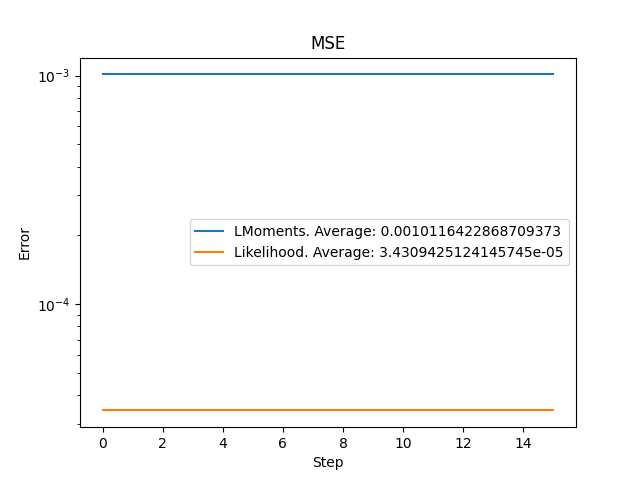 MSE
Error
10⁻³
10⁻⁴
LMoments. Average: 0.0010116422868709373
Likelihood. Average: 3.4309425124145745e-05
0 2 4 6 8 10 12 14
Step